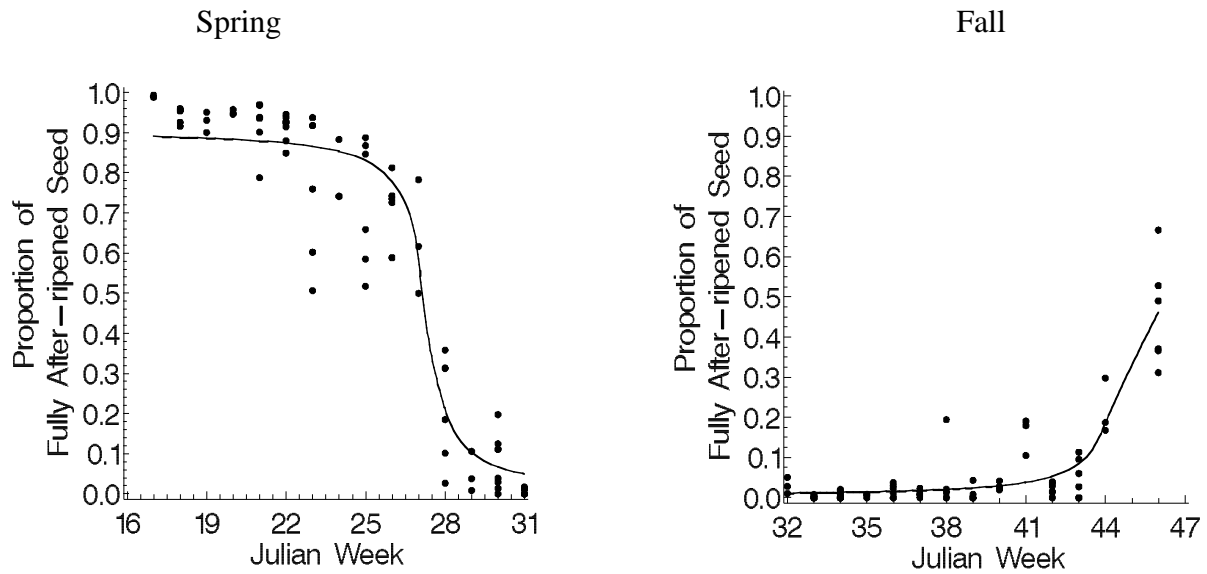 Spring
Fall
Proportion of
Fully After-ripened Seed
1.0
0.9
0.8
0.7
0.6
0.5
0.4
0.3
0.2
0.1
0.0
16 19 22 25 28 31
Julian Week
Proportion of
Fully After-ripened Seed
1.0
0.9
0.8
0.7
0.6
0.5
0.4
0.3
0.2
0.1
0.0
32 35 38 41 44 47
Julian Week